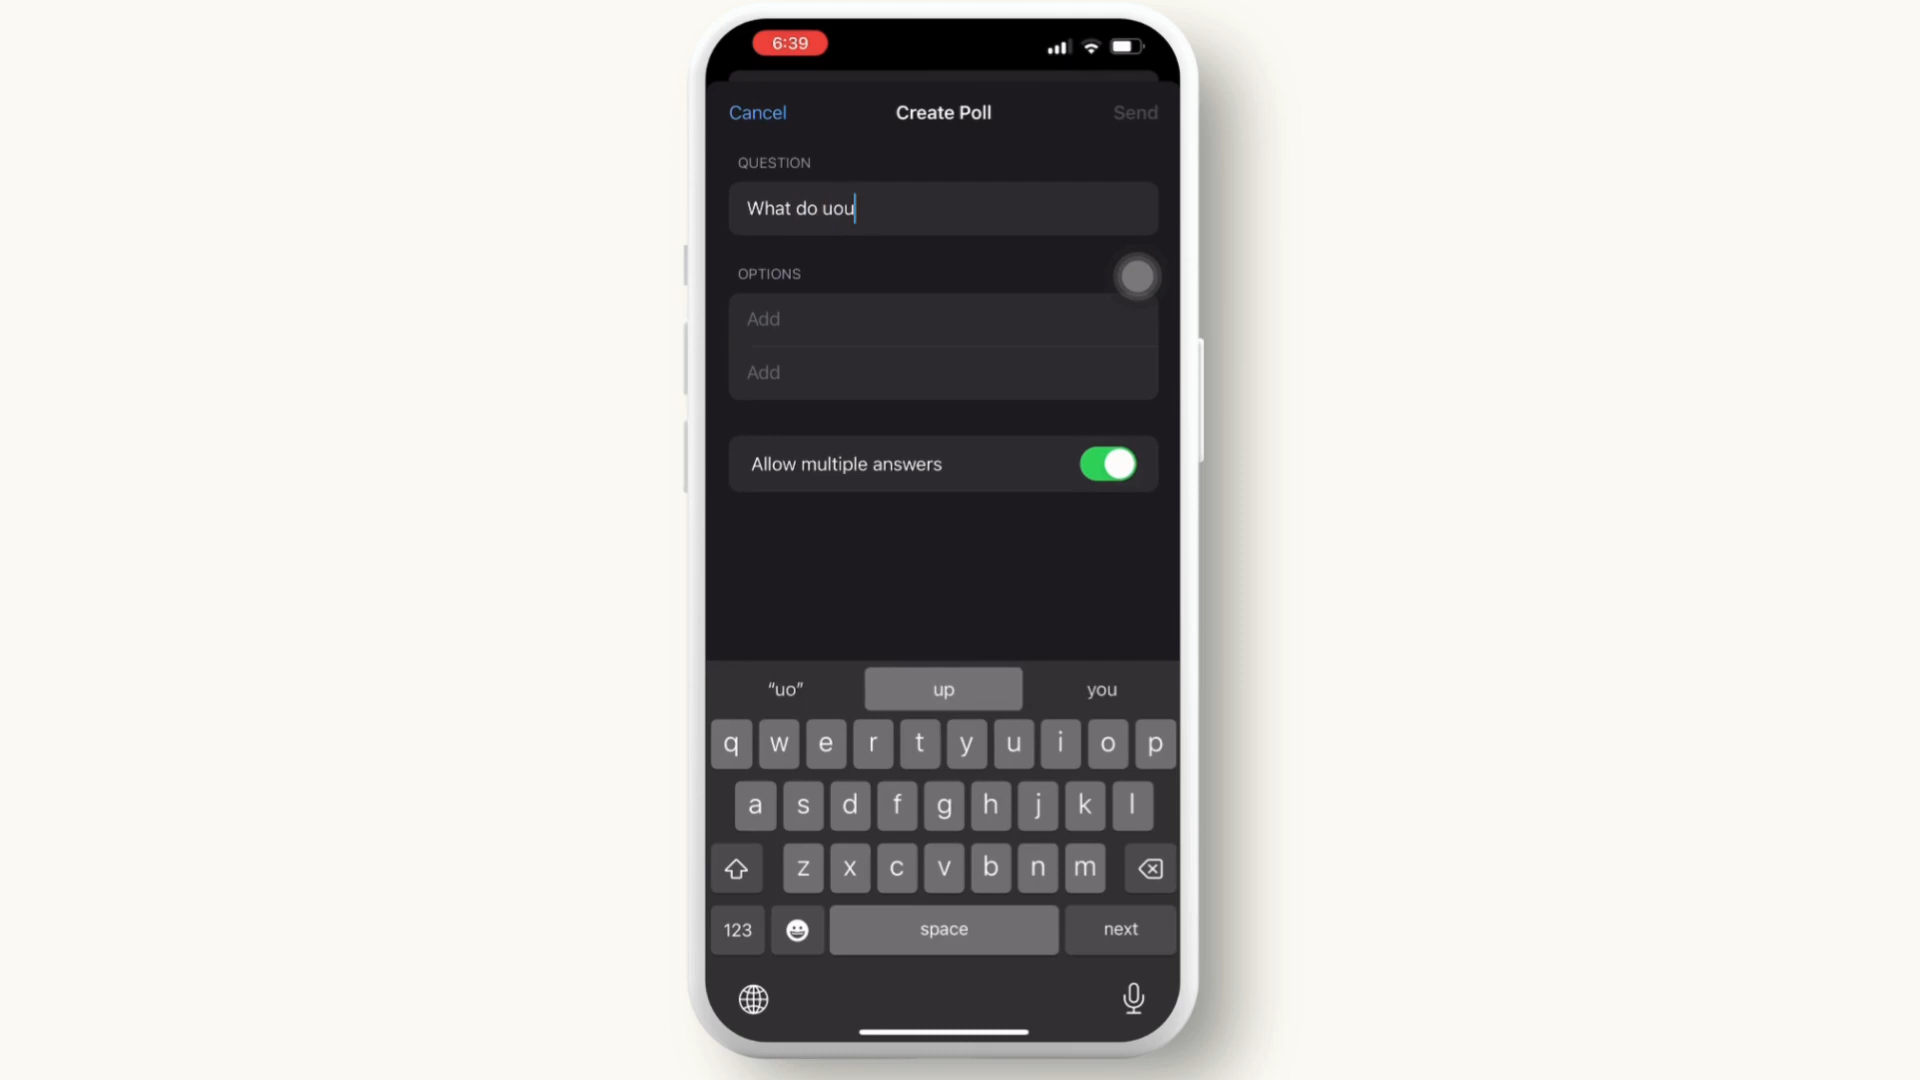 6:39
Cancel Create Poll Send
QUESTION
What do uou
OPTIONS
Add
Add
Allow multiple answers
“uo” up you
q w e r t y u i o p
a s d f g h j k l
z x c v b n m
123 space next